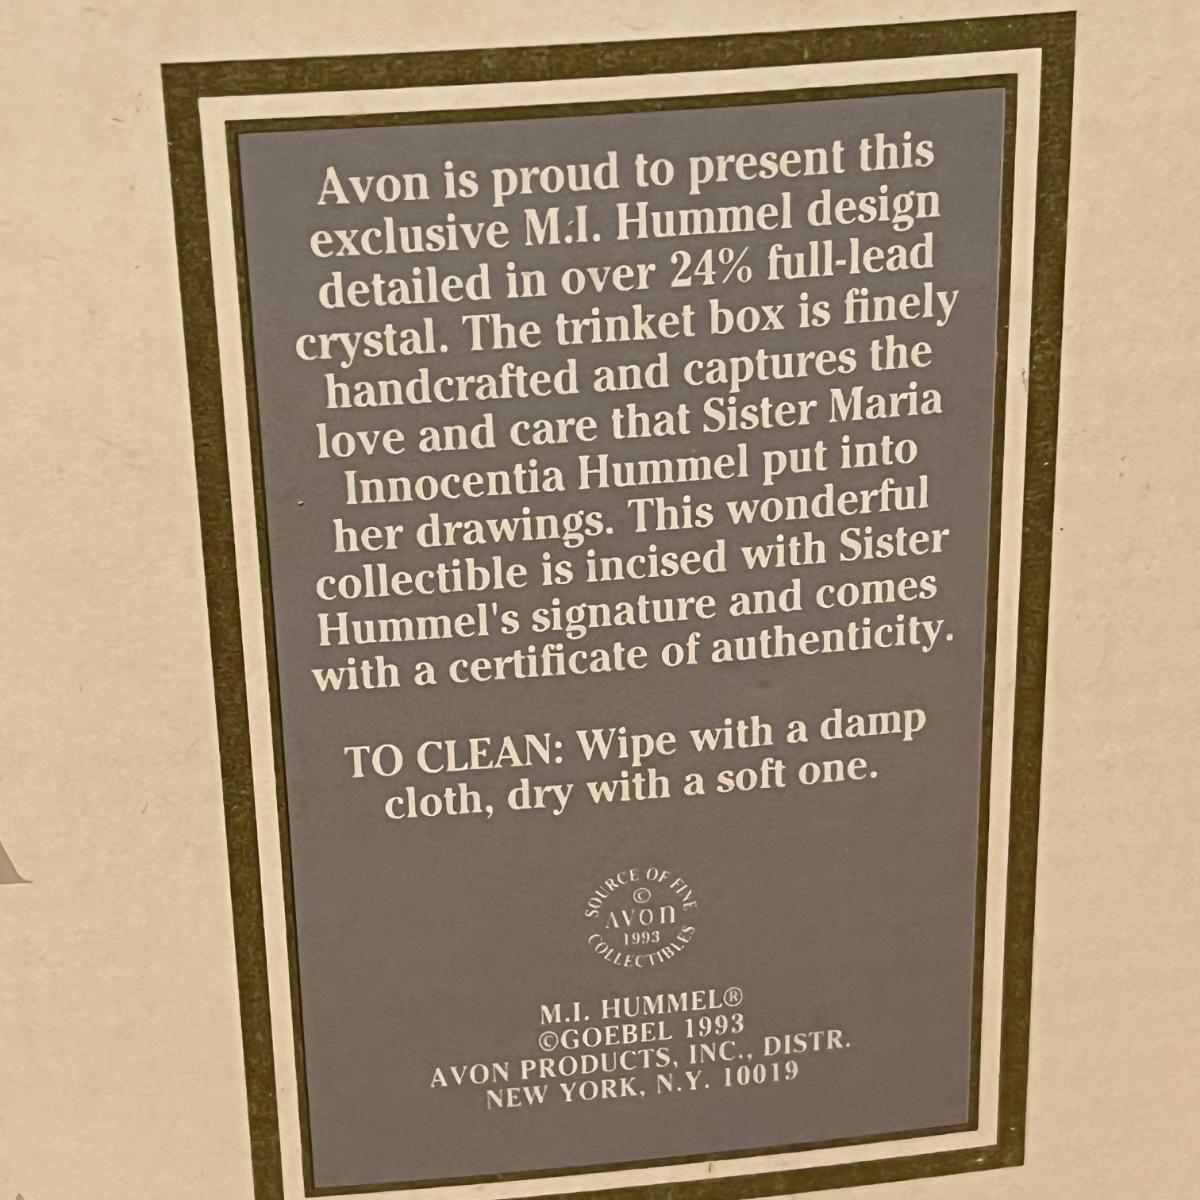 Avon is proud to present this
exclusive M.I. Hummel design
detailed in over 24% full-lead
crystal. The trinket box is finely
handcrafted and captures the
love and care that Sister Maria
Innocentia Hummel put into
her drawings. This wonderful
collectible is incised with Sister
Hummel's signature and comes
with a certificate of authenticity.
TO CLEAN: Wipe with a damp
cloth, dry with a soft one.
SOURCE OF FINE
©
AVON
1993
COLLECTIBLES
M.I. HUMMEL®
©GOEBEL 1993
AVON PRODUCTS, INC., DISTR.
NEW YORK, N.Y. 10019